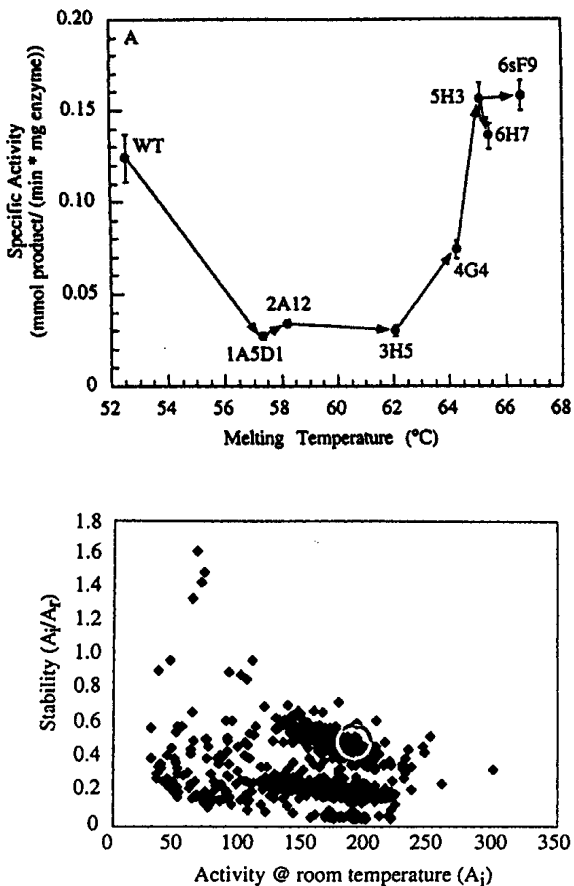 A
0.20
0.15
0.10
0.05
0
Specific Activity
(mmol product/ (min * mg enzyme))
WT
1A5D1
2A12
3H5
4G4
5H3
6H7
6sF9
52 54 56 58 60 62 64 66 68
Melting Temperature (°C)
1.8
1.6
1.4
1.2
1.0
0.8
0.6
0.4
0.2
0
Stability (Ai/Ar)
0 50 100 150 200 250 300 350
Activity @ room temperature (Ai)